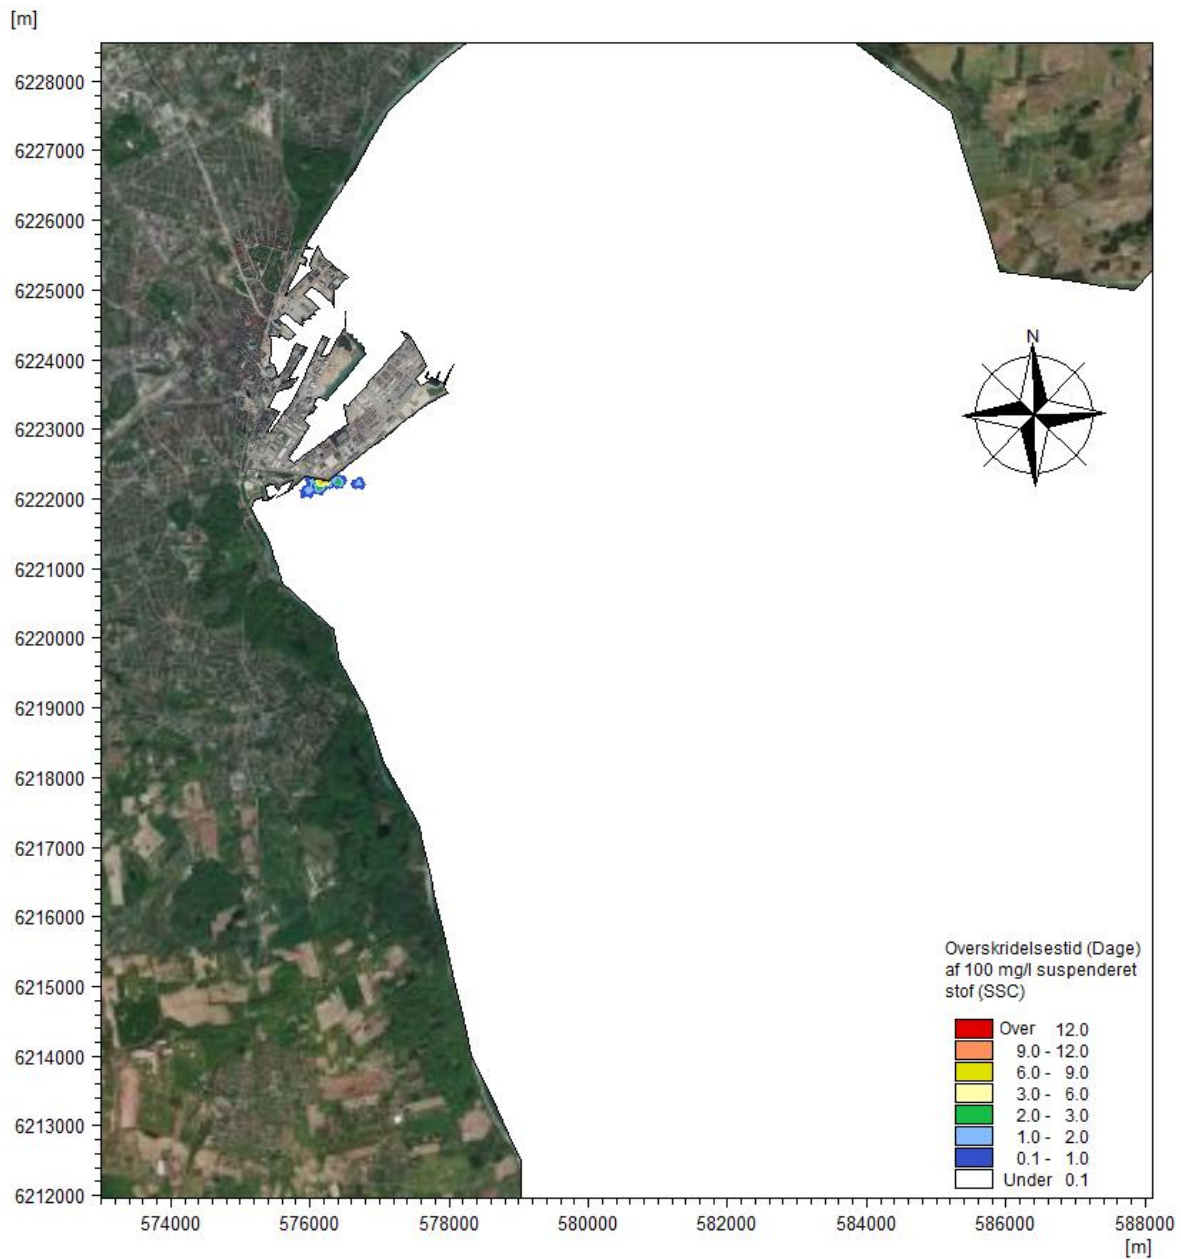 [m]
6228000
6227000
6226000
6225000
6224000
6223000
6222000
6221000
6220000
6219000
6218000
6217000
6216000
6215000
6214000
6213000
6212000
N
Overskridelsestid (Dage)
af 100 mg/l suspenderet
stof (SSC)
Over 12.0
9.0 - 12.0
6.0 - 9.0
3.0 - 6.0
2.0 - 3.0
1.0 - 2.0
0.1 - 1.0
Under 0.1
574000 576000 578000 580000 582000 584000 586000 588000
[m]